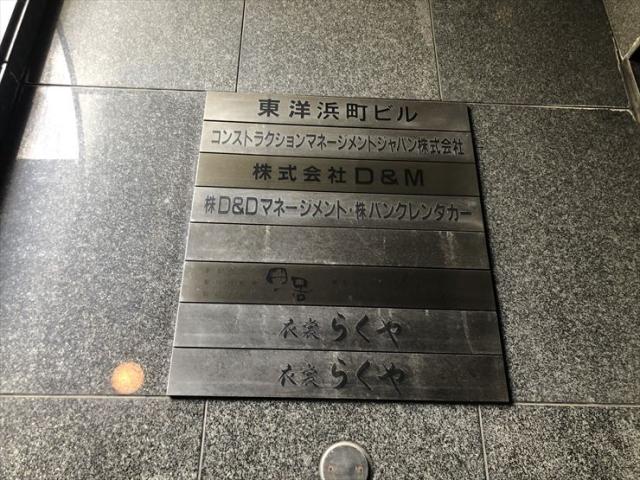 東洋浜町ビル
コンストラクションマネージメントジャパン株式会社
株式会社D&M
株D&Dマネージメント・株バンクレンタカー
衣裳らくや
衣裳らくや